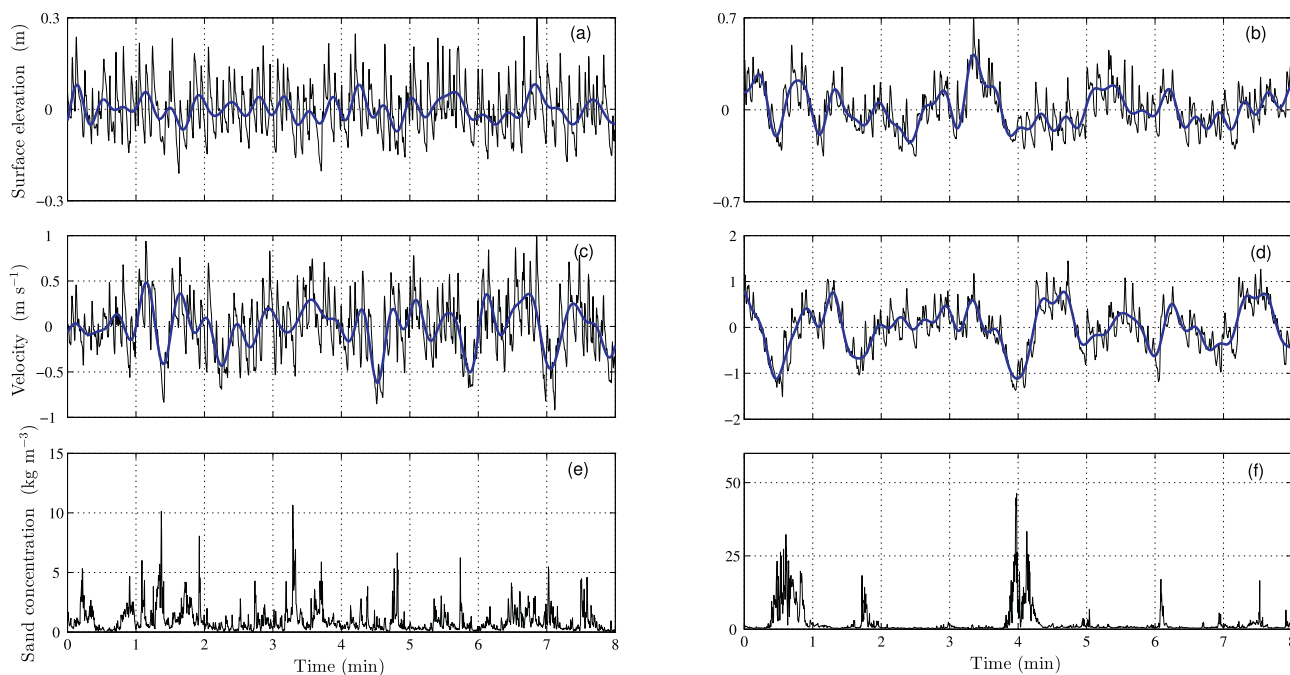 Surface elevation (m)
0.3
0
−0.3
(a)
0.7
0
−0.7
(b)
Velocity (m s−1)
1
0.5
0
−0.5
−1
(c)
2
1
0
−1
−2
(d)
Sand concentration (kg m−3)
15
10
5
0
(e)
50
25
0
(f)
0 1 2 3 4 5 6 7 8
Time (min)
0 1 2 3 4 5 6 7 8
Time (min)